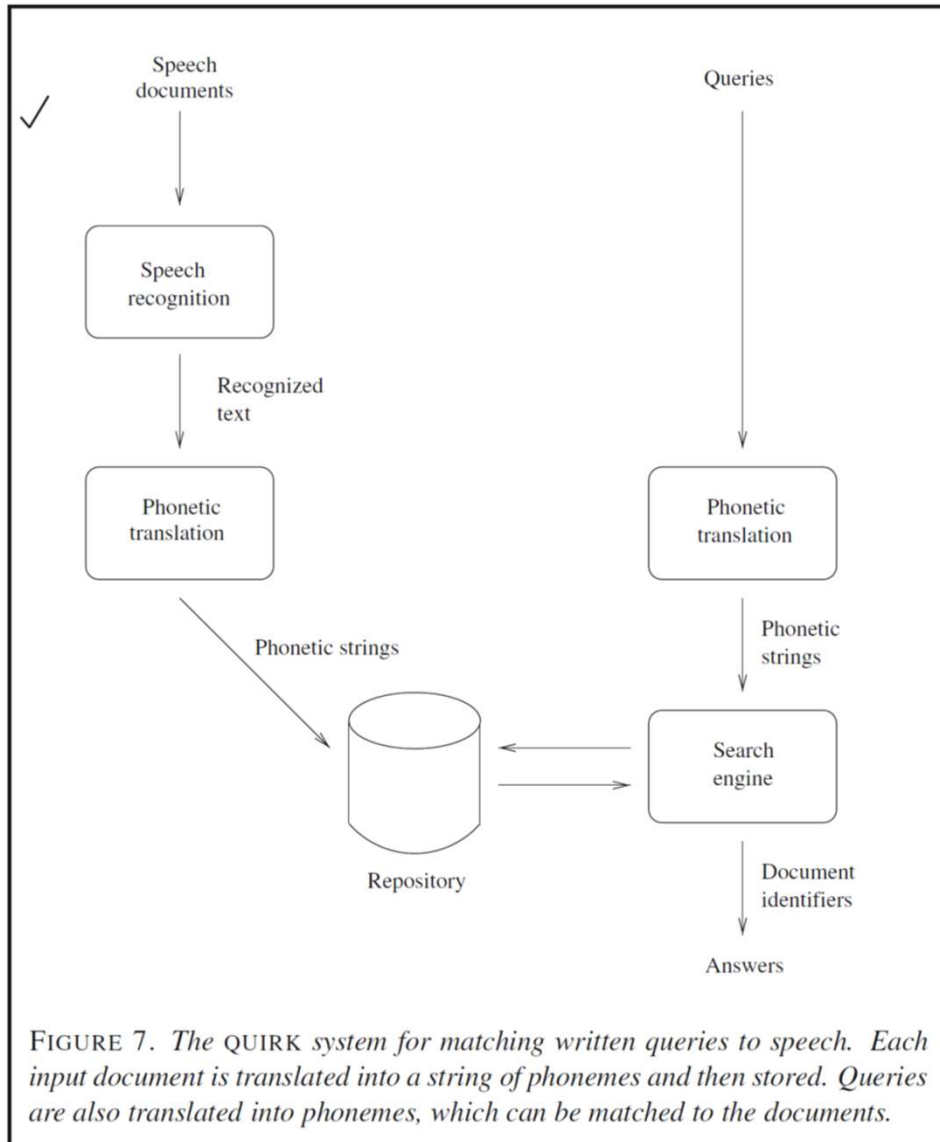 Speech
documents
Queries
Speech
recognition
Recognized
text
Phonetic
translation
Phonetic
translation
Phonetic strings
Phonetic
strings
Search
engine
Repository
Document
identifiers
Answers
FIGURE 7. The QUIRK system for matching written queries to speech. Each
input document is translated into a string of phonemes and then stored. Queries
are also translated into phonemes, which can be matched to the documents.